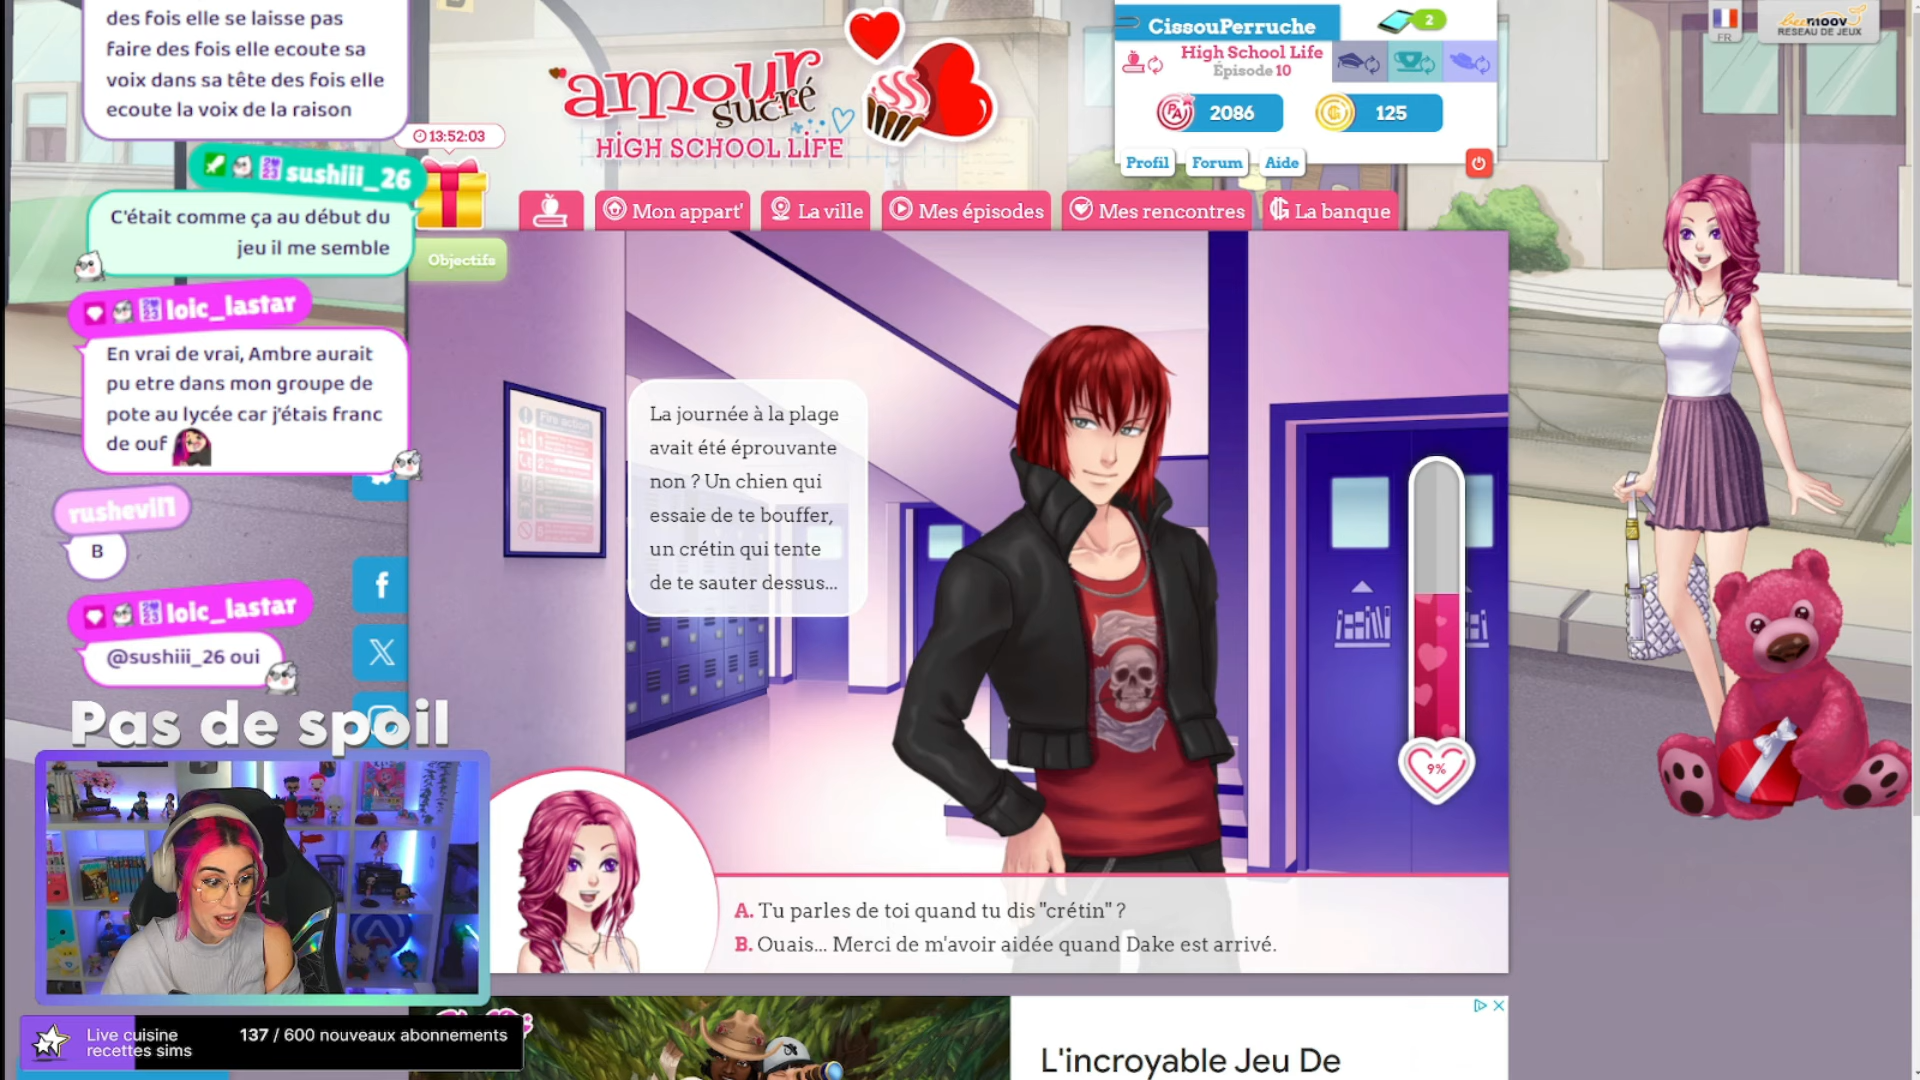 des fois elle se laisse pas
faire des fois elle ecoute sa
voix dans sa tête des fois elle
ecoute la voix de la raison
sushiii_26
C'était comme ça au début du
jeu il me semble
loic_lastar
En vrai de vrai, Ambre aurait
pu etre dans mon groupe de
pote au lycée car j'étais franc
de ouf
rushevil1
B
loic_lastar
@sushiii_26 oui
Pas de spoil
Live cuisine
recettes sims
137 / 600 nouveaux abonnements
13:52:03
amour
sucré
HIGH SCHOOL LIFE
CissouPerruche
2
High School Life
Épisode 10
PA
2086
125
Profil
Forum
Aide
FR
beemoov
RESEAU DE JEUX
Mon appart'
La ville
Mes épisodes
Mes rencontres
La banque
Objectifs
Fire action
La journée à la plage
avait été éprouvante
non ? Un chien qui
essaie de te bouffer,
un crétin qui tente
de te sauter dessus...
9%
A. Tu parles de toi quand tu dis "crétin" ?
B. Ouais... Merci de m'avoir aidée quand Dake est arrivé.
L'incroyable Jeu De